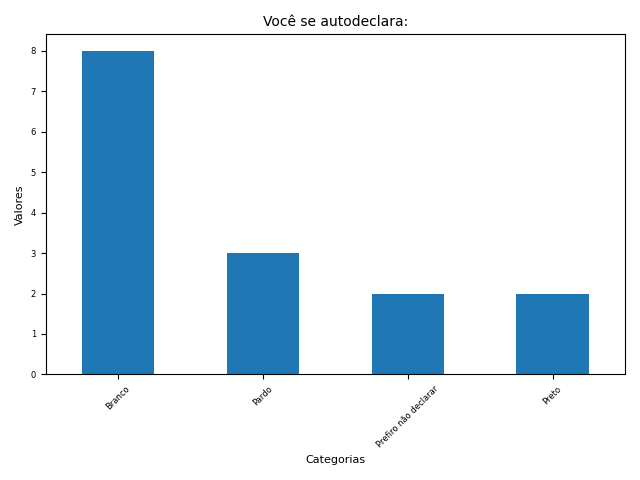 Você se autodeclara:
Valores
8
7
6
5
4
3
2
1
0
Branco
Pardo
Prefiro não declarar
Preto
Categorias